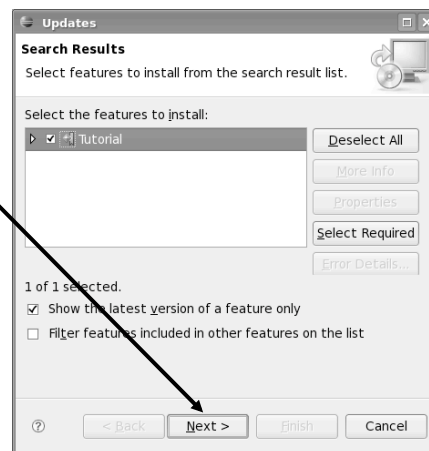 Updates
Search Results
Select features to install from the search result list.
Select the features to install:
Tutorial
Deselect All
More Info
Properties
Select Required
Error Details...
1 of 1 selected.
Show the latest version of a feature only
Filter features included in other features on the list
< Back
Next >
Finish
Cancel